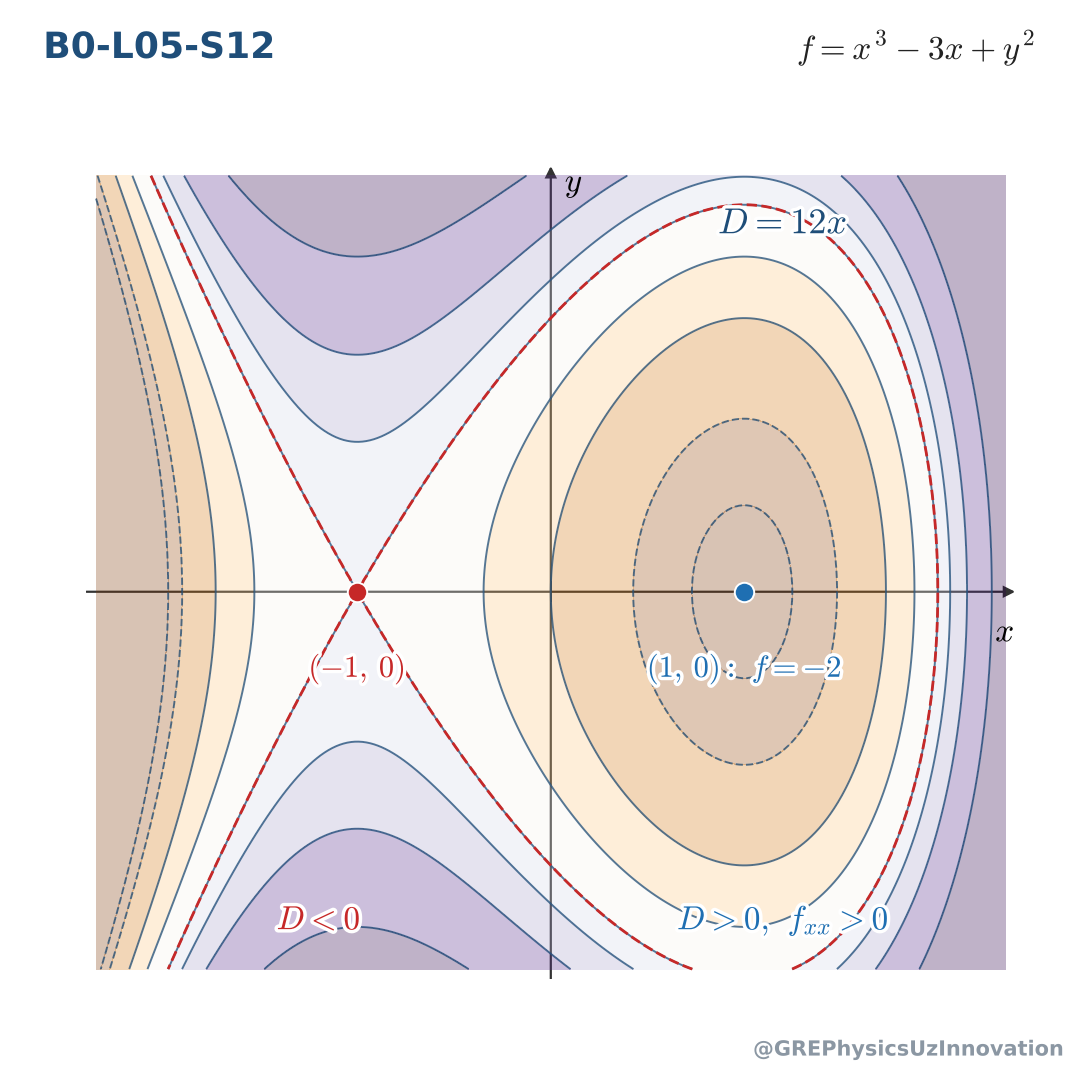 B0-L05-S12
f = x³ − 3x + y²
y
D = 12x
x
(−1, 0)
(1, 0): f = −2
D < 0
D > 0, fₓₓ > 0
@GREPhysicsUzInnovation